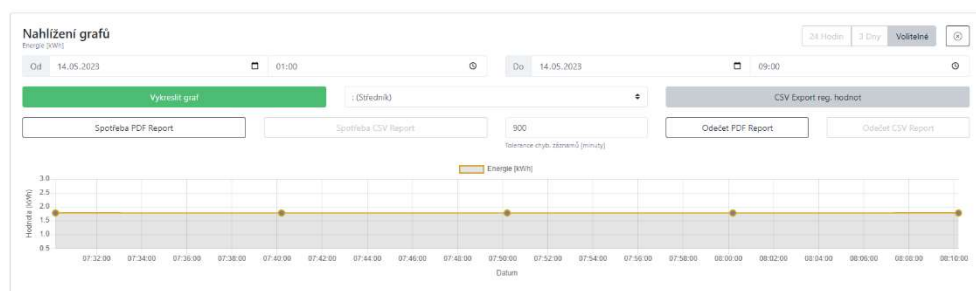 Nahlížení grafů
Energie [kWh]
24 Hodin 3 Dny Volitelné
Od 14.05.2023 01:00 Do 14.05.2023 09:00
Vykreslit graf ; (Středník) CSV Export reg. hodnot
Spotřeba PDF Report Spotřeba CSV Report 900 Odečet PDF Report Odečet CSV Report
Tolerance chyb. záznamů [minuty]
Energie [kWh]
Hodnota (kWh)
3.0
2.5
2.0
1.5
1.0
0.5
07:32:00 07:34:00 07:36:00 07:38:00 07:40:00 07:42:00 07:44:00 07:46:00 07:48:00 07:50:00 07:52:00 07:54:00 07:56:00 07:58:00 08:00:00 08:02:00 08:04:00 08:06:00 08:08:00 08:10:00
Datum